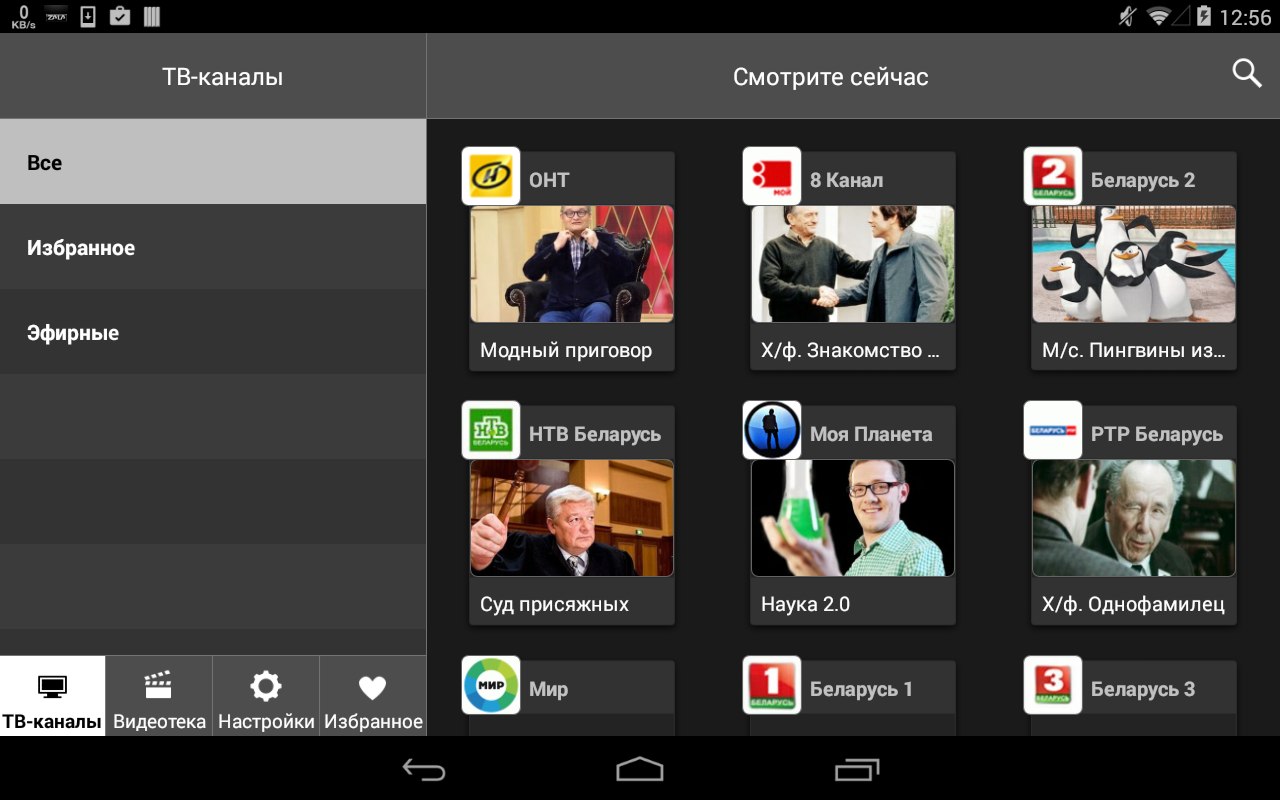 0
KB/s
ZALA
12:56
ТВ-каналы
Смотрите сейчас
Все
Избранное
Эфирные
ОНТ
8 Канал
Беларусь 2
МОЙ
2
БЕЛАРУСЬ
Модный приговор
Х/ф. Знакомство ...
М/с. Пингвины из...
НТВ Беларусь
Моя Планета
РТР Беларусь
НТВ
БЕЛАРУСЬ
БЕЛАРУСЬ РТР
Суд присяжных
Наука 2.0
Х/ф. Однофамилец
Мир
Беларусь 1
Беларусь 3
МИР
1
БЕЛАРУСЬ
3
БЕЛАРУСЬ
ТВ-каналы
Видеотека
Настройки
Избранное